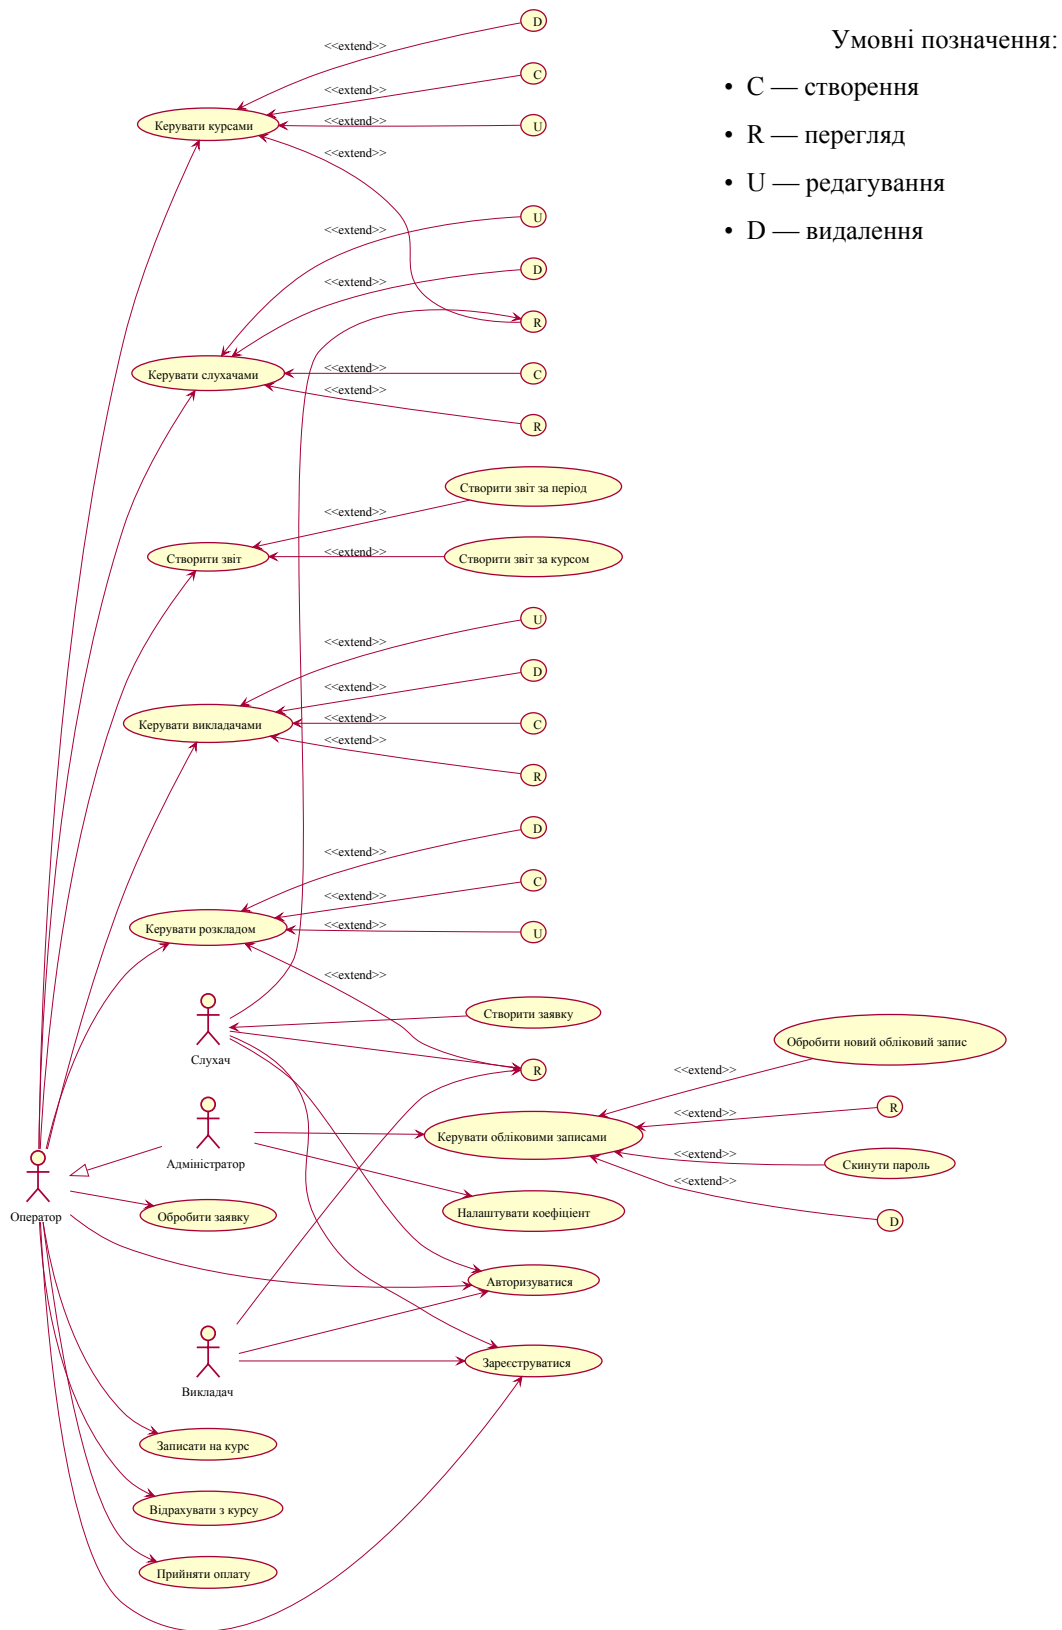 Умовні позначення:
• C — створення
• R — перегляд
• U — редагування
• D — видалення
D
<<extend>>
C
<<extend>>
Керувати курсами
<<extend>>
U
<<extend>>
U
<<extend>>
D
<<extend>>
R
Керувати слухачами
<<extend>>
C
<<extend>>
R
Створити звіт за період
<<extend>>
Створити звіт
<<extend>>
Створити звіт за курсом
U
<<extend>>
D
<<extend>>
Керувати викладачами
<<extend>>
C
<<extend>>
R
D
<<extend>>
C
<<extend>>
Керувати розкладом
<<extend>>
U
<<extend>>
Створити заявку
Слухач
R
Обробити новий обліковий запис
<<extend>>
R
<<extend>>
Керувати обліковими записами
<<extend>>
Скинути пароль
<<extend>>
D
Адміністратор
Налаштувати коефіцієнт
Оператор
Обробити заявку
Авторизуватися
Викладач
Зареєструватися
Записати на курс
Відрахувати з курсу
Прийняти оплату